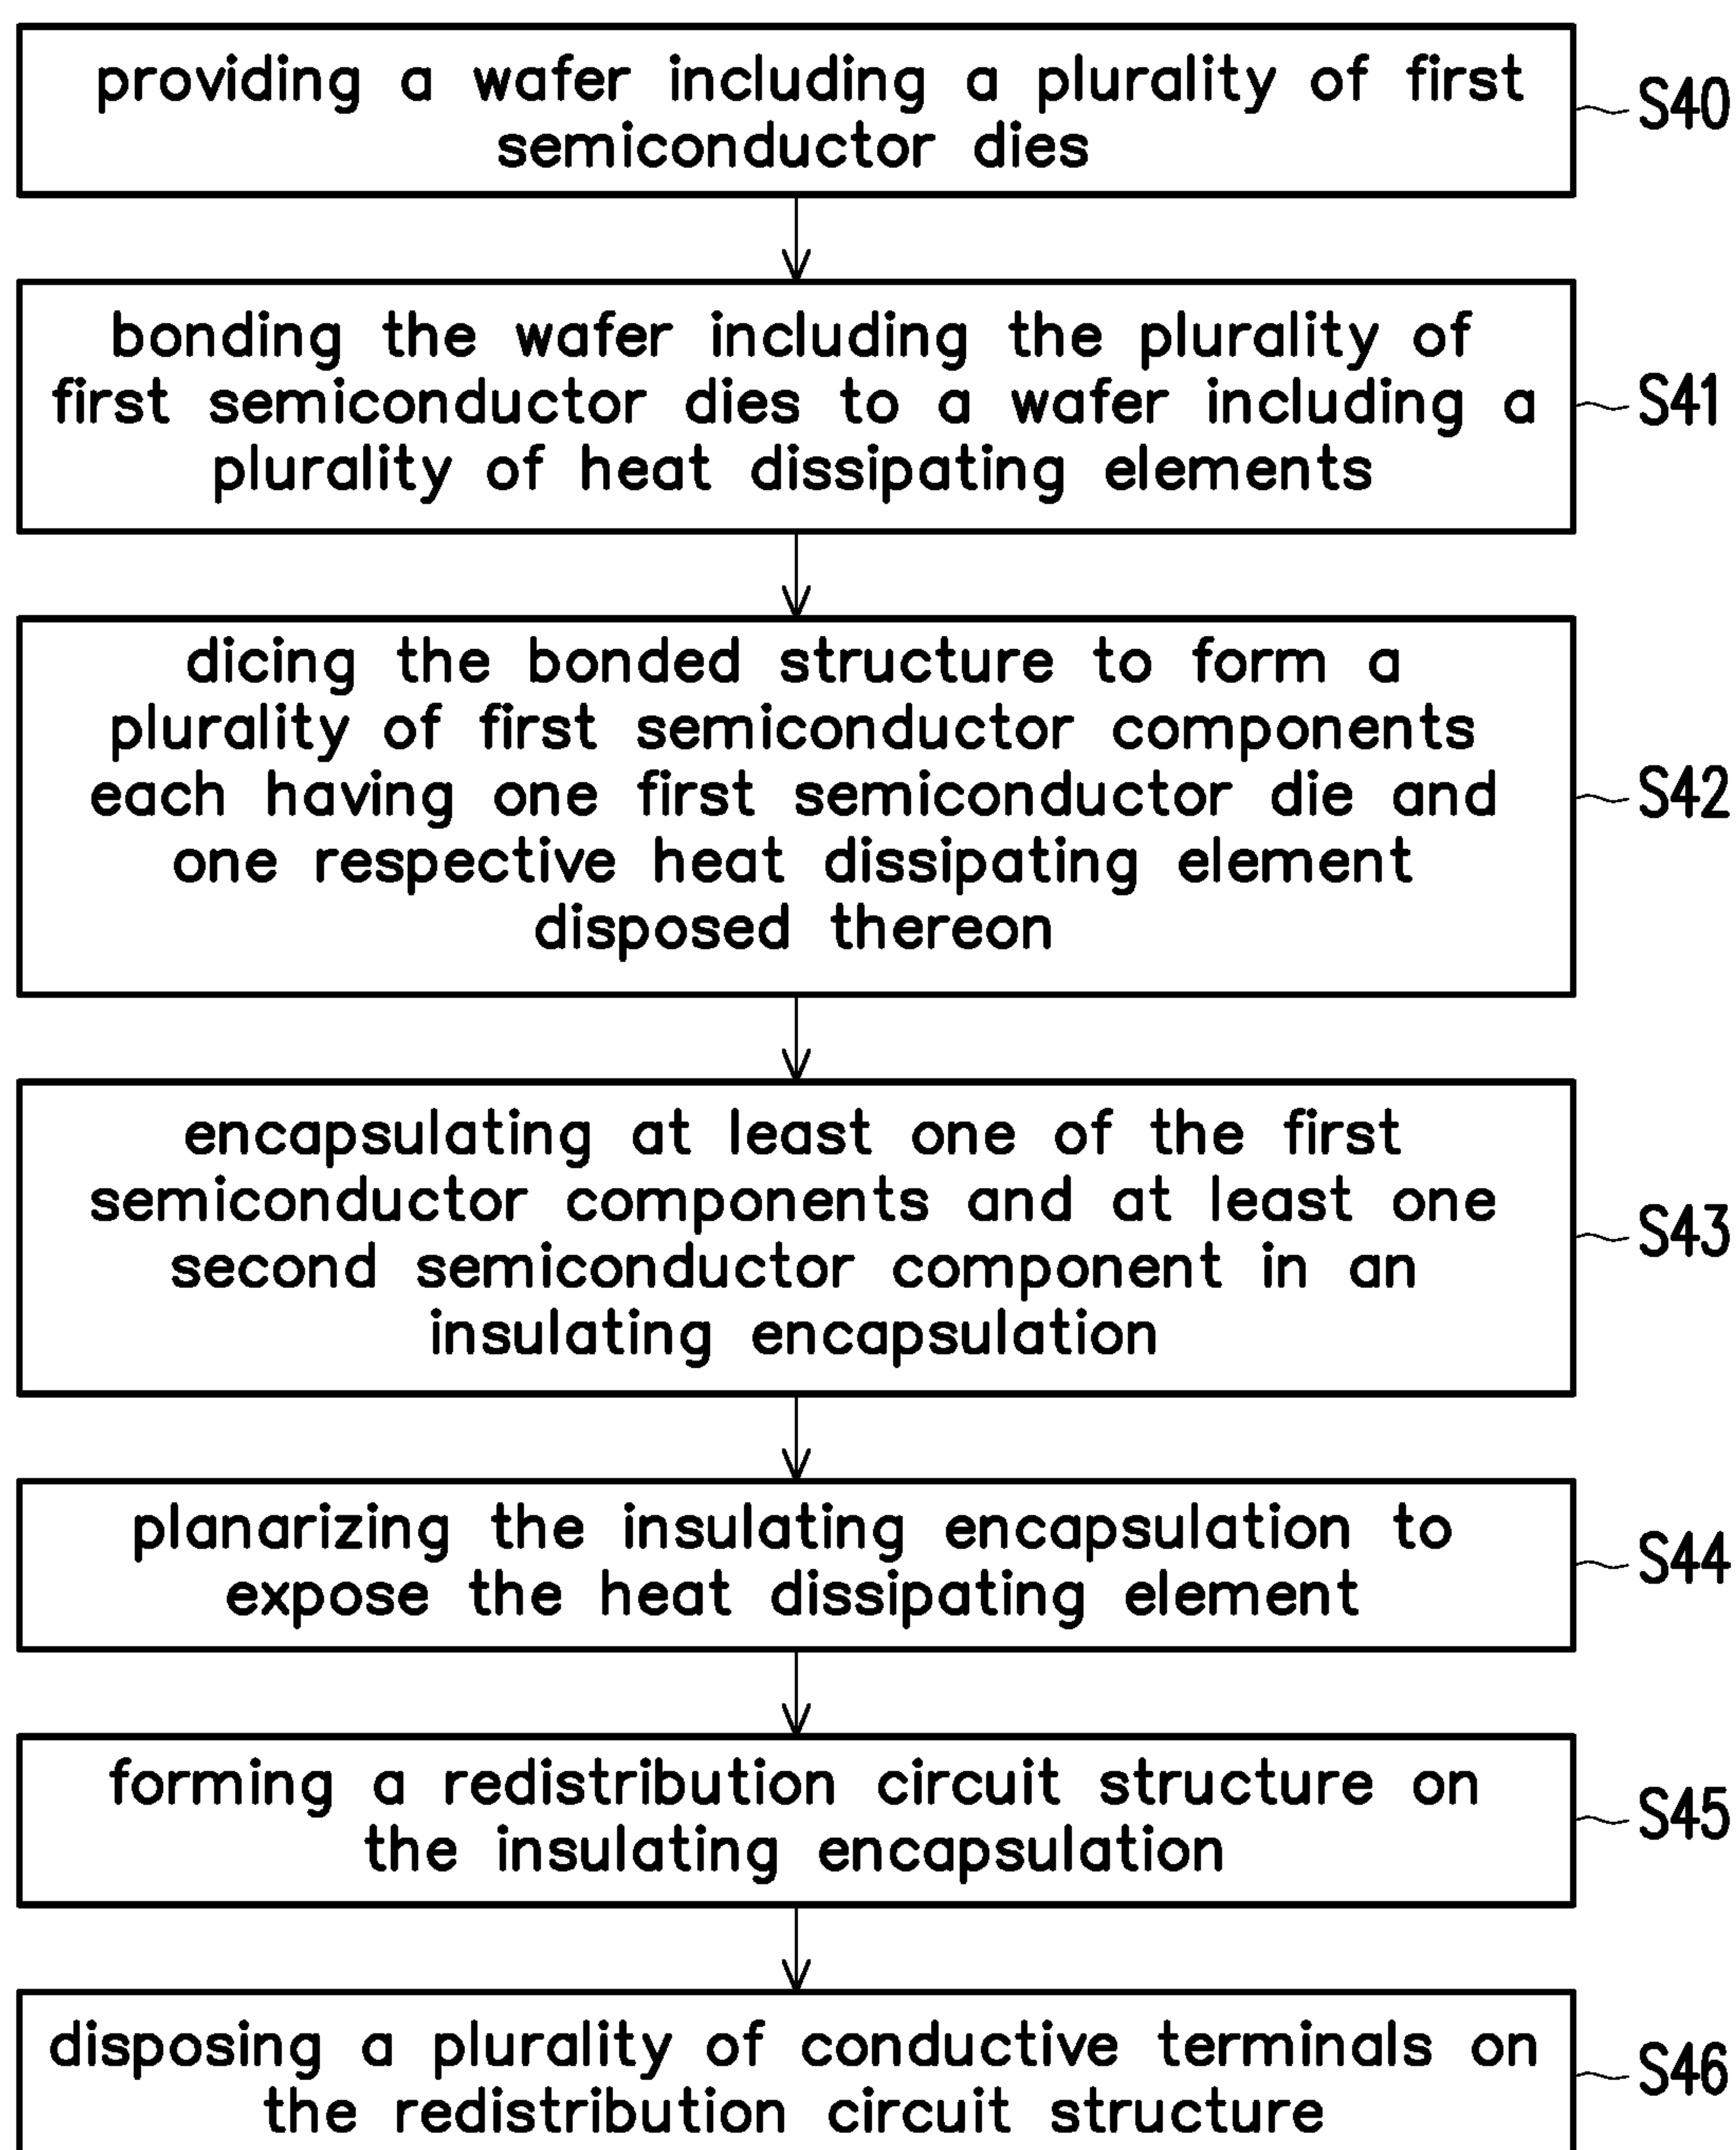 providing a wafer including a plurality of first
semiconductor dies
S40
bonding the wafer including the plurality of
first semiconductor dies to a wafer including a
plurality of heat dissipating elements
S41
dicing the bonded structure to form a
plurality of first semiconductor components
each having one first semiconductor die and
one respective heat dissipating element
disposed thereon
S42
encapsulating at least one of the first
semiconductor components and at least one
second semiconductor component in an
insulating encapsulation
S43
planarizing the insulating encapsulation to
expose the heat dissipating element
S44
forming a redistribution circuit structure on
the insulating encapsulation
S45
disposing a plurality of conductive terminals on
the redistribution circuit structure
S46